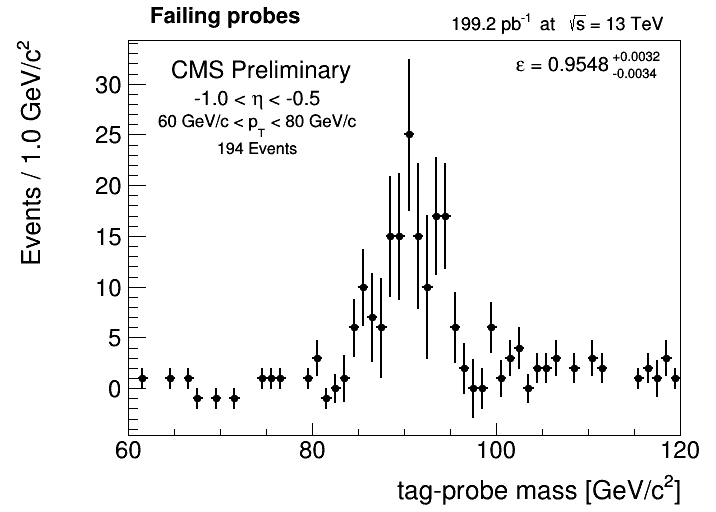 Failing probes
199.2 pb⁻¹ at √s = 13 TeV
CMS Preliminary
ε = 0.9548 +0.0032 -0.0034
-1.0 < η < -0.5
60 GeV/c < p_T < 80 GeV/c
194 Events
Events / 1.0 GeV/c²
30
25
20
15
10
5
0
60 80 100 120
tag-probe mass [GeV/c²]